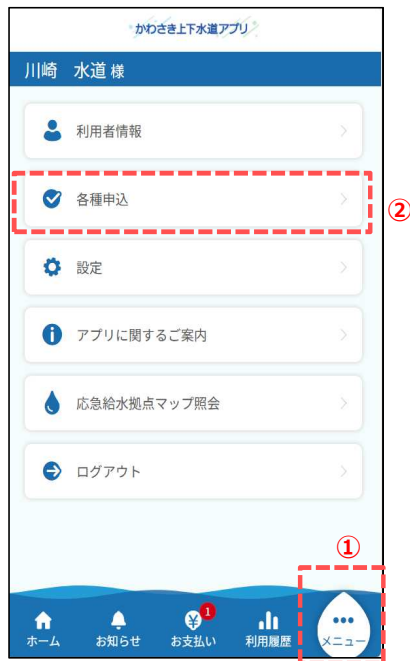 かわさき上下水道アプリ
川崎　水道 様
利用者情報
各種申込
②
設定
アプリに関するご案内
応急給水拠点マップ照会
ログアウト
①
1
ホーム　お知らせ　お支払い　利用履歴　メニュー